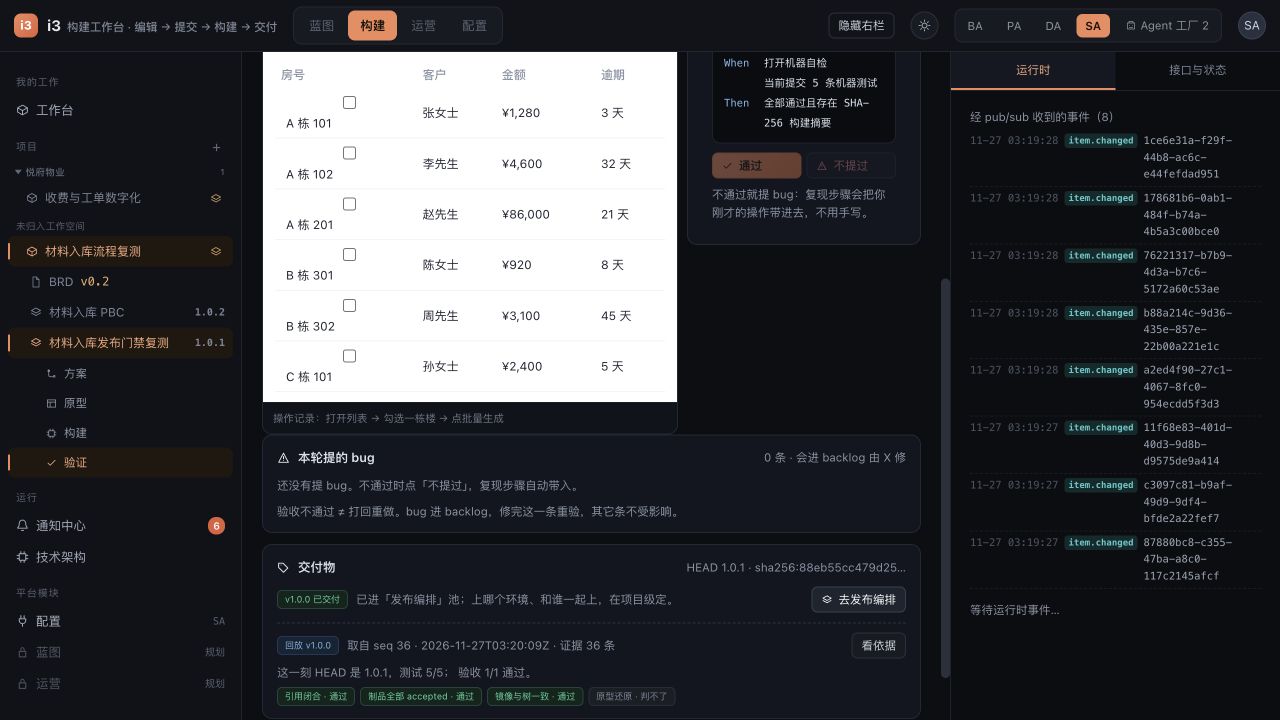 i3 i3 构建工作台 · 编辑 → 提交 → 构建 → 交付
蓝图 构建 运营 配置
隐藏右栏
BA PA DA SA Agent 工厂 2 SA
我的工作
工作台
项目 +
悦府物业 1
收费与工单数字化
未归入工作空间
材料入库流程复测
BRD v0.2
材料入库 PBC 1.0.2
材料入库发布门禁复测 1.0.1
方案
原型
构建
验证
运行
通知中心 6
技术架构
平台模块
配置 SA
蓝图 规划
运营 规划
房号 客户 金额 逾期
A 栋 101 张女士 ¥1,280 3 天
A 栋 102 李先生 ¥4,600 32 天
A 栋 201 赵先生 ¥86,000 21 天
B 栋 301 陈女士 ¥920 8 天
B 栋 302 周先生 ¥3,100 45 天
C 栋 101 孙女士 ¥2,400 5 天
操作记录：打开列表 → 勾选一栋楼 → 点批量生成
When 打开机器自检
当前提交 5 条机器测试
Then 全部通过且存在 SHA-
256 构建摘要
通过 不提过
不通过就提 bug：复现步骤会把你
刚才的操作带进去，不用手写。
本轮提的 bug 0 条 · 会进 backlog 由 X 修
还没有提 bug。不通过时点「不提过」，复现步骤自动带入。
验收不通过 ≠ 打回重做。bug 进 backlog，修完这一条重验，其它条不受影响。
交付物 HEAD 1.0.1 · sha256:88eb55cc479d25...
v1.0.0 已交付 已进「发布编排」池；上哪个环境、和谁一起上，在项目级定。 去发布编排
回放 v1.0.0 取自 seq 36 · 2026-11-27T03:20:09Z · 证据 36 条 看依据
这一刻 HEAD 是 1.0.1，测试 5/5； 验收 1/1 通过。
引用闭合 · 通过 制品全部 accepted · 通过 镜像与树一致 · 通过 原型还原 · 判不了
运行时 接口与状态
经 pub/sub 收到的事件（8）
11-27 03:19:28 item.changed 1ce6e31a-f29f-
44b8-ac6c-
e44fefdad951
11-27 03:19:28 item.changed 178681b6-0ab1-
484f-b74a-
4b5a3c00bce0
11-27 03:19:28 item.changed 76221317-b7b9-
4d3a-b7c6-
5172a60c53ae
11-27 03:19:28 item.changed b88a214c-9d36-
435e-857e-
22b00a221e1c
11-27 03:19:28 item.changed a2ed4f90-27c1-
4067-8fc0-
954ecdd5f3d3
11-27 03:19:27 item.changed 11f68e83-401d-
40d3-9d8b-
d9575de9a414
11-27 03:19:27 item.changed c3097c81-b9af-
49d9-9df4-
bfde2a22fef7
11-27 03:19:27 item.changed 87880bc8-c355-
47ba-a8c0-
117c2145afcf
等待运行时事件…